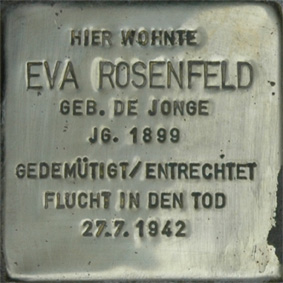 HIER WOHNTE
EVA ROSENFELD
GEB. DE JONGE
JG. 1899
GEDEMÜTIGT/ENTRECHTET
FLUCHT IN DEN TOD
27.7.1942